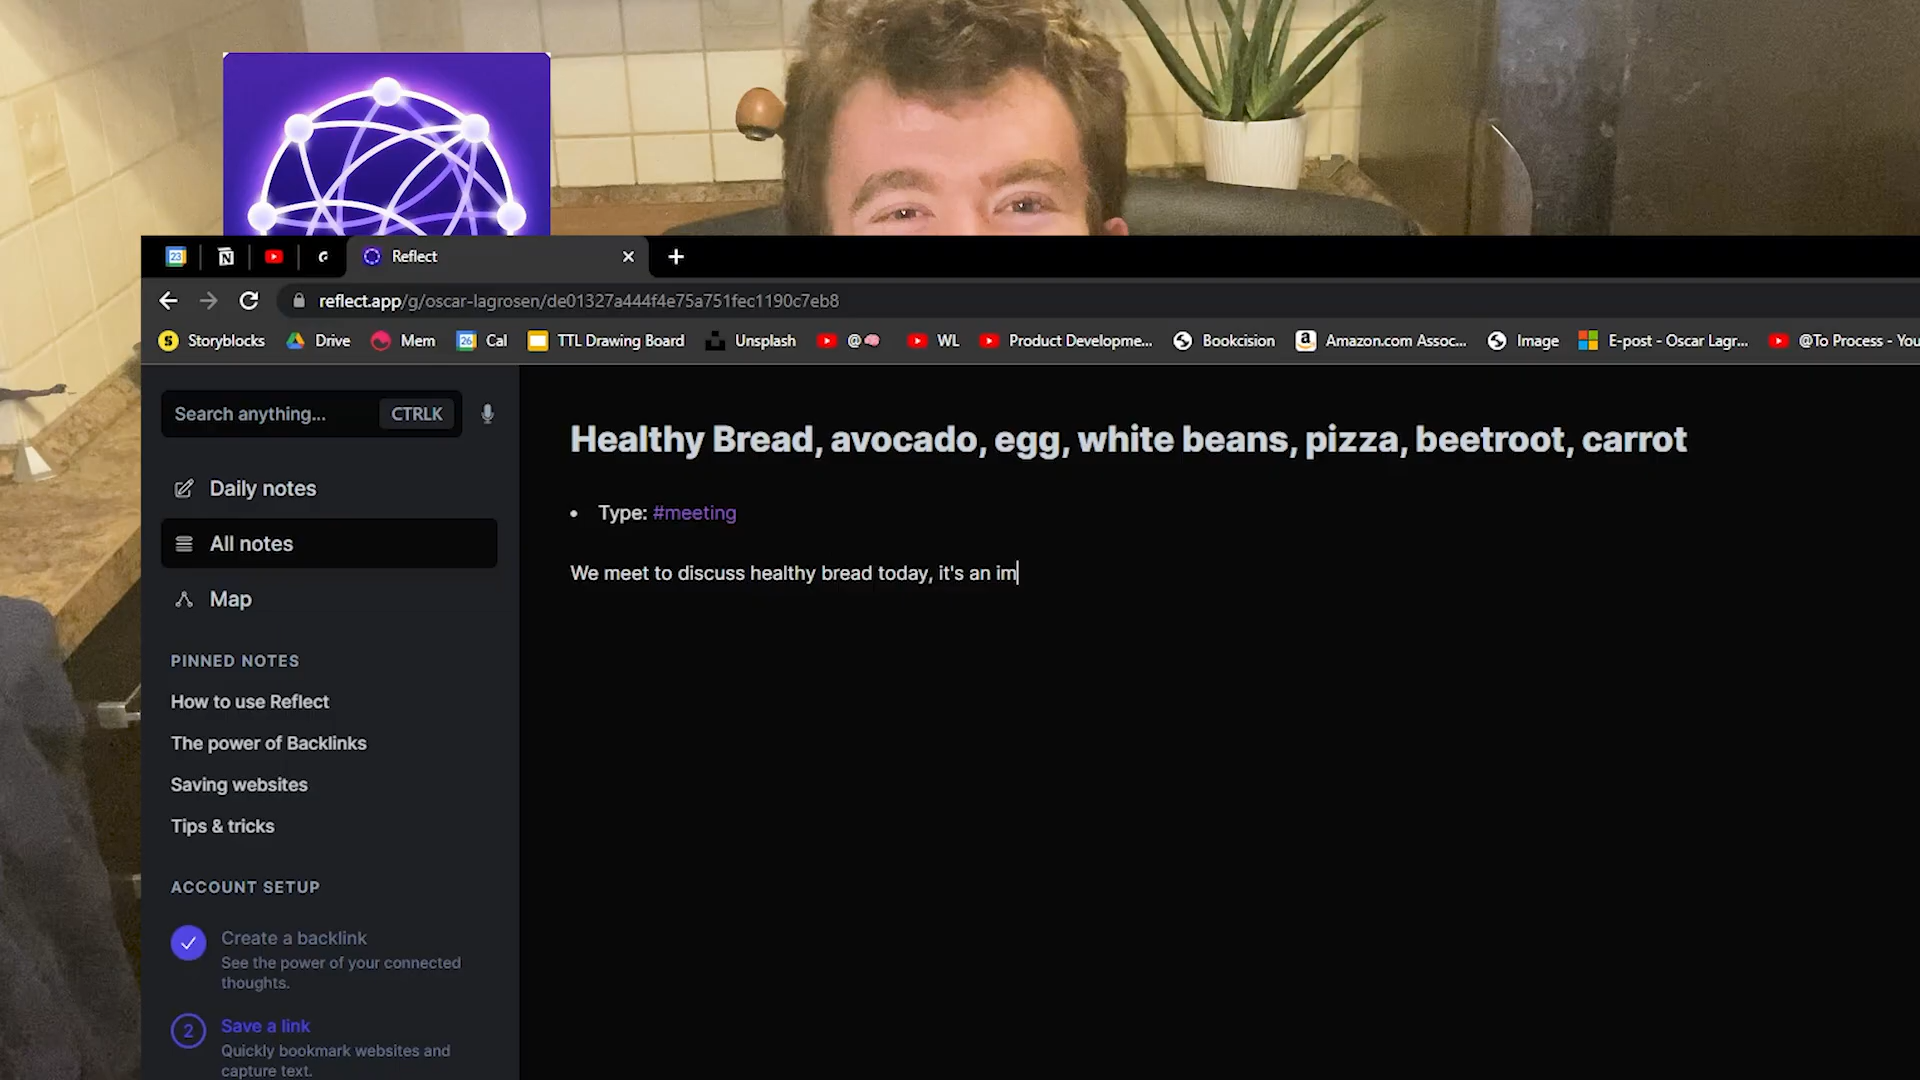 23
Reflect
reflect.app/g/oscar-lagrosen/de01327a444f4e75a751fec1190c7eb8
Storyblocks
Drive
Mem
26 Cal
TTL Drawing Board
Unsplash
@🧠
WL
Product Developme...
Bookcision
Amazon.com Assoc...
Image
E-post - Oscar Lagr...
@To Process - You
Search anything...
CTRLK
Daily notes
All notes
Map
PINNED NOTES
How to use Reflect
The power of Backlinks
Saving websites
Tips & tricks
ACCOUNT SETUP
Create a backlink
See the power of your connected
thoughts.
2 Save a link
Quickly bookmark websites and
capture text.
Healthy Bread, avocado, egg, white beans, pizza, beetroot, carrot
• Type: #meeting
We meet to discuss healthy bread today, it's an im